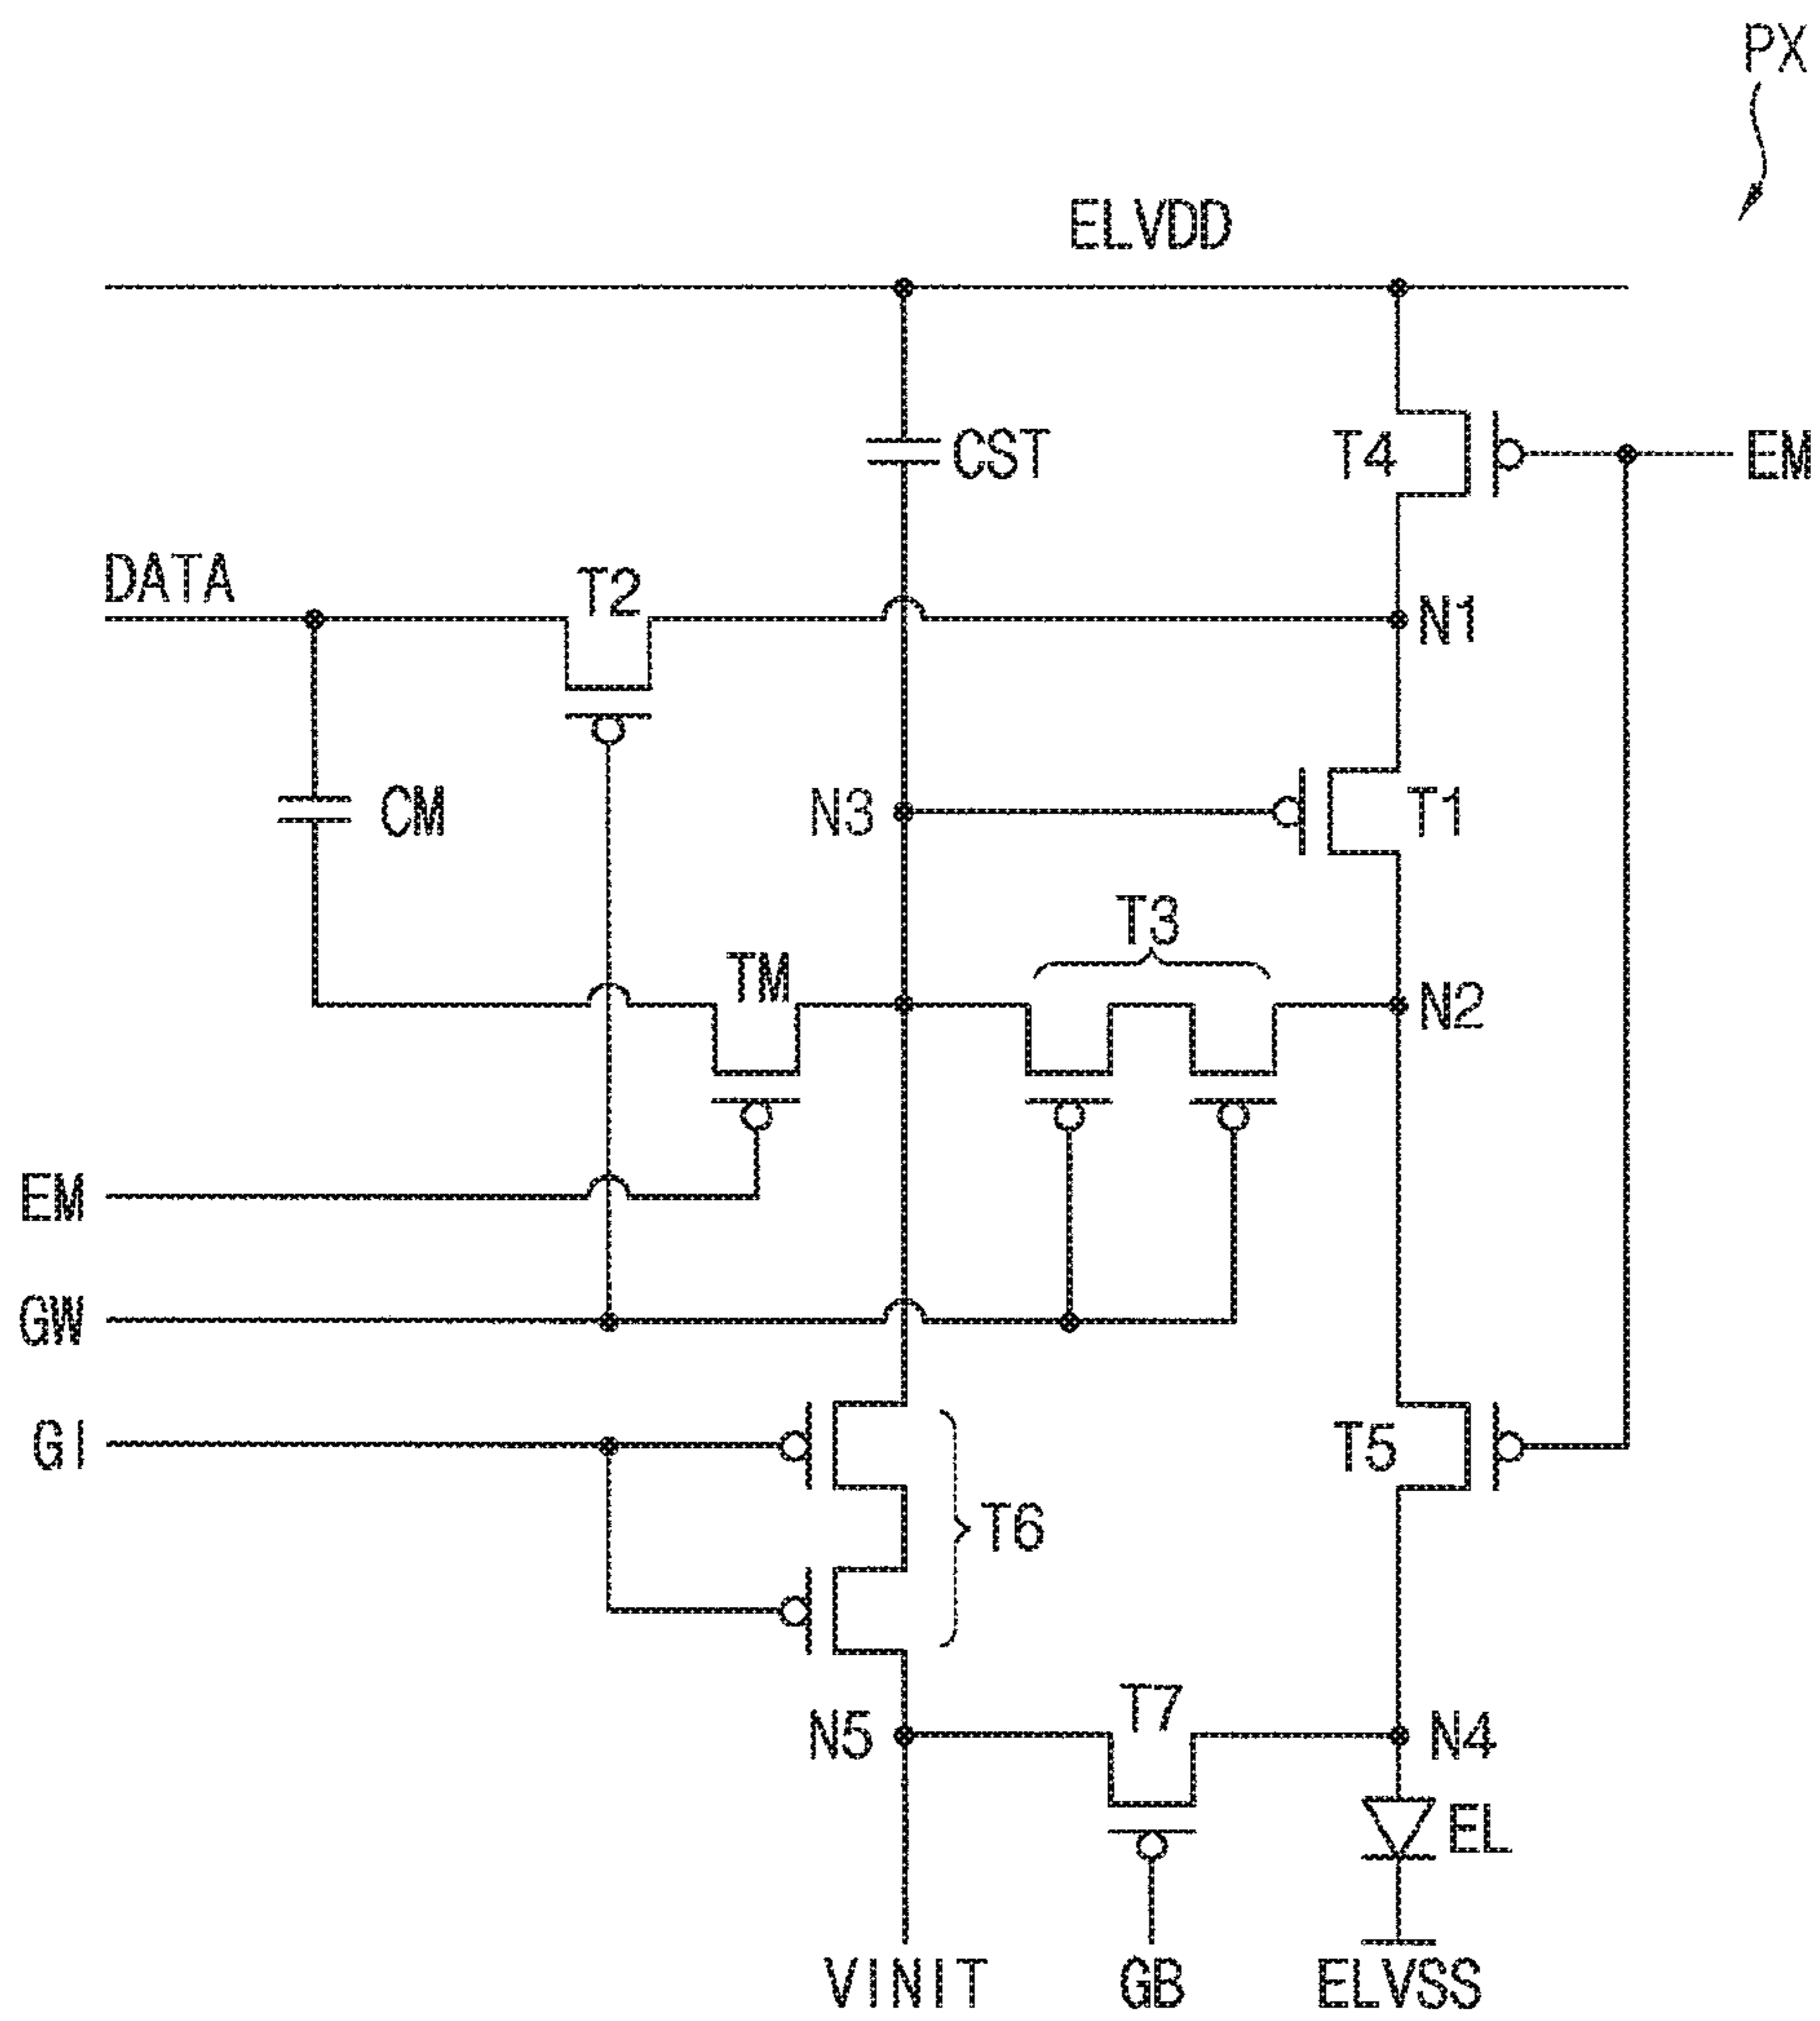 PX
ELVDD
CST
T4
EM
DATA
T2
N1
CM
N3
T1
T3
TM
N2
EM
GW
GI
T5
T6
T7
N5
N4
EL
VINIT
GB
ELVSS